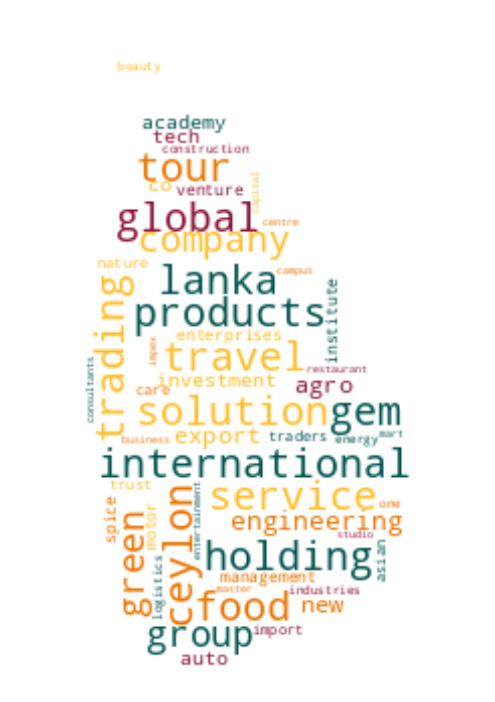 beauty
academy
tech
construction
tour
co
venture
capital
global
centre
company
nature
lanka
campus
trading
products
institute
enterprises
impex
travel
restaurant
consultants
investment
care
agro
solution
gem
business
export
traders
energy
mart
international
trust
service
one
spice
motor
ceylon
entertainment
engineering
green
studio
holding
asian
logistics
management
master
industries
food
new
group
import
auto